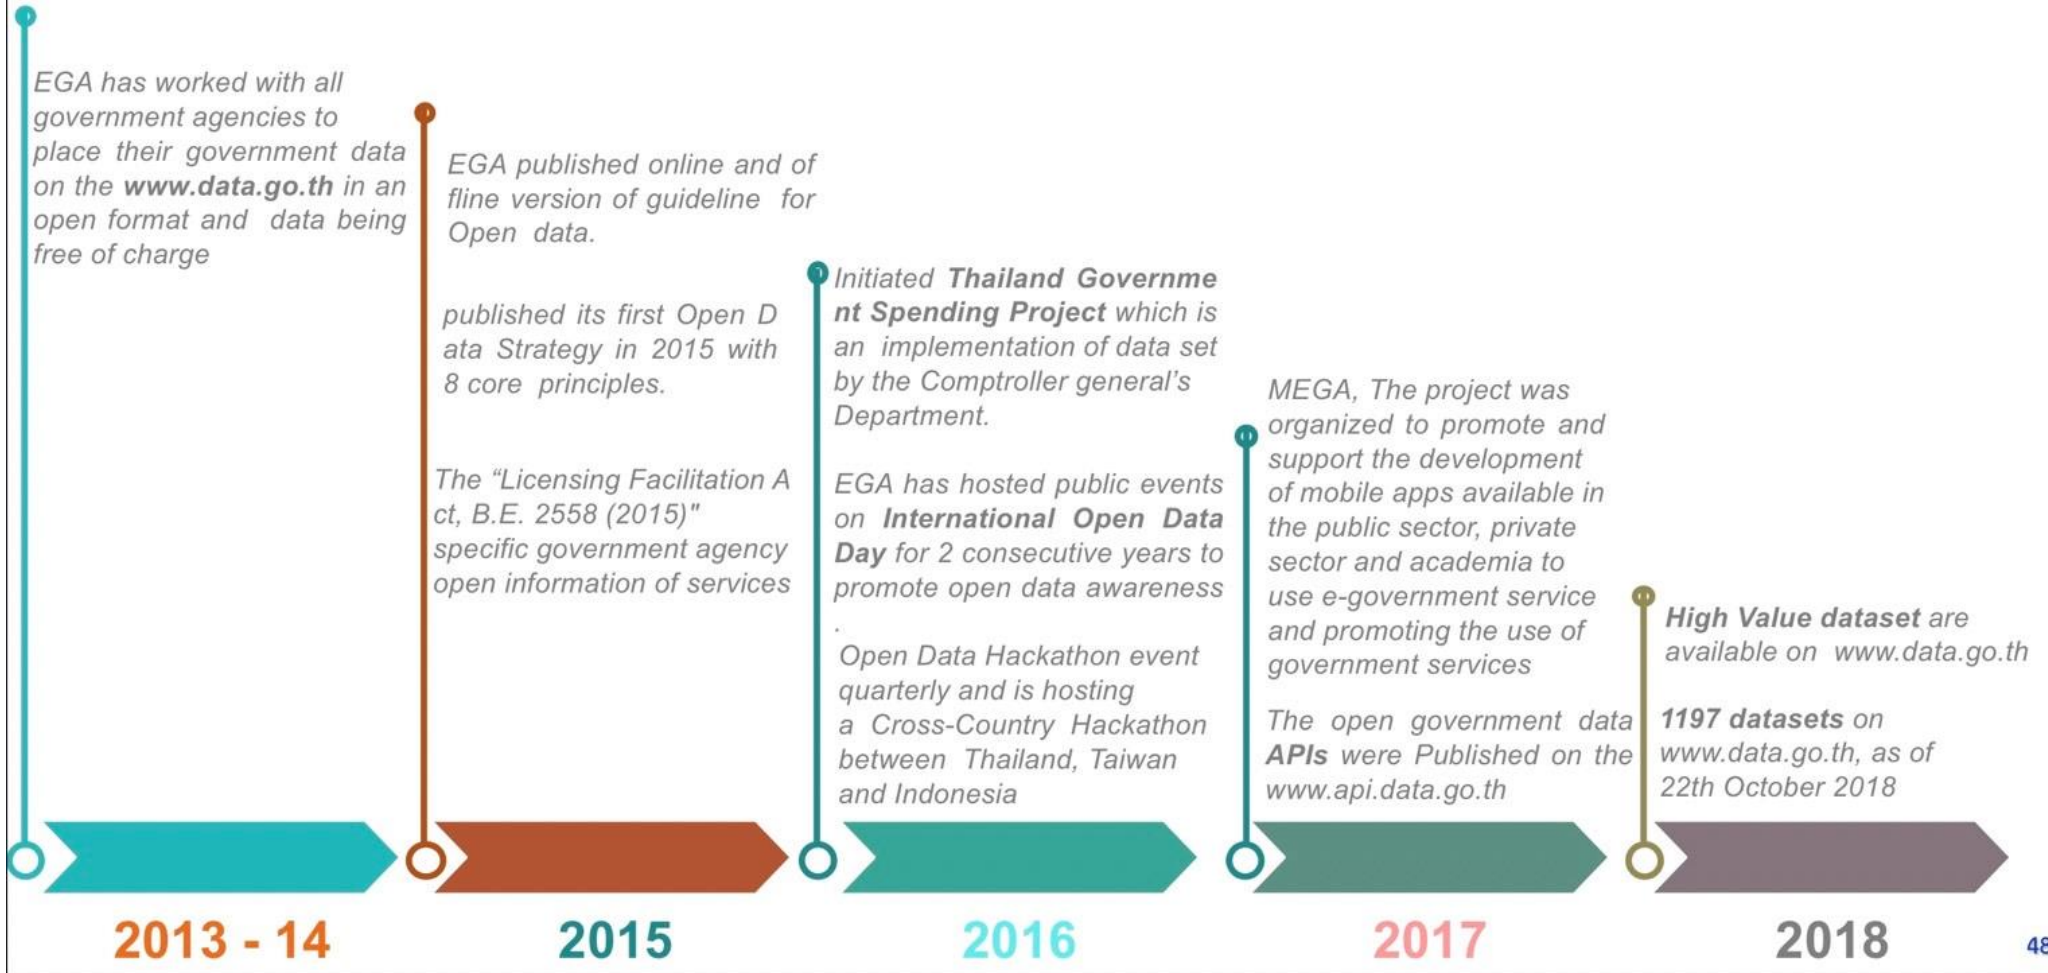 EGA has worked with all
government agencies to
place their government data
on the www.data.go.th in an
open format and data being
free of charge
EGA published online and of
fline version of guideline for
Open data.
published its first Open D
ata Strategy in 2015 with
8 core principles.
The “Licensing Facilitation A
ct, B.E. 2558 (2015)"
specific government agency
open information of services
Initiated Thailand Governme
nt Spending Project which is
an implementation of data set
by the Comptroller general’s
Department.
EGA has hosted public events
on International Open Data
Day for 2 consecutive years to
promote open data awareness
.
Open Data Hackathon event
quarterly and is hosting
a Cross-Country Hackathon
between Thailand, Taiwan
and Indonesia
MEGA, The project was
organized to promote and
support the development
of mobile apps available in
the public sector, private
sector and academia to
use e-government service
and promoting the use of
government services
The open government data
APIs were Published on the
www.api.data.go.th
High Value dataset are
available on www.data.go.th
1197 datasets on
www.data.go.th, as of
22th October 2018
2013 - 14
2015
2016
2017
2018
48